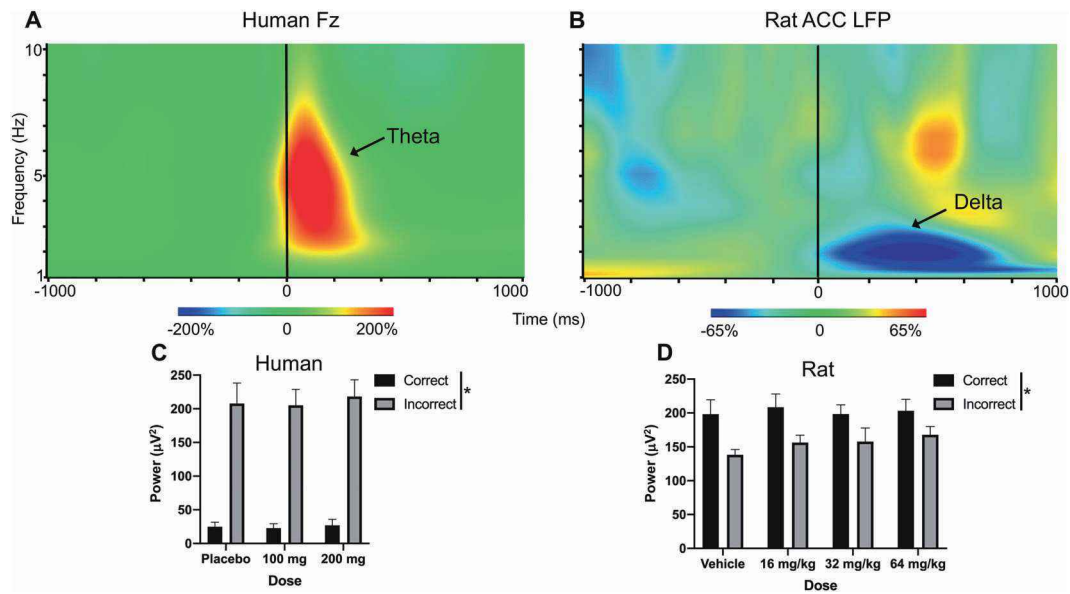 A
Human Fz
B
Rat ACC LFP
Frequency (Hz)
10
5
1
Theta
Delta
-1000
0
1000
-1000
0
1000
Time (ms)
-200%
0
200%
-65%
0
65%
C
Human
Correct
Incorrect
*
Power (µV²)
250
200
150
100
50
0
Placebo
100 mg
200 mg
Dose
D
Rat
Correct
Incorrect
*
Power (µV²)
250
200
150
100
50
0
Vehicle
16 mg/kg
32 mg/kg
64 mg/kg
Dose